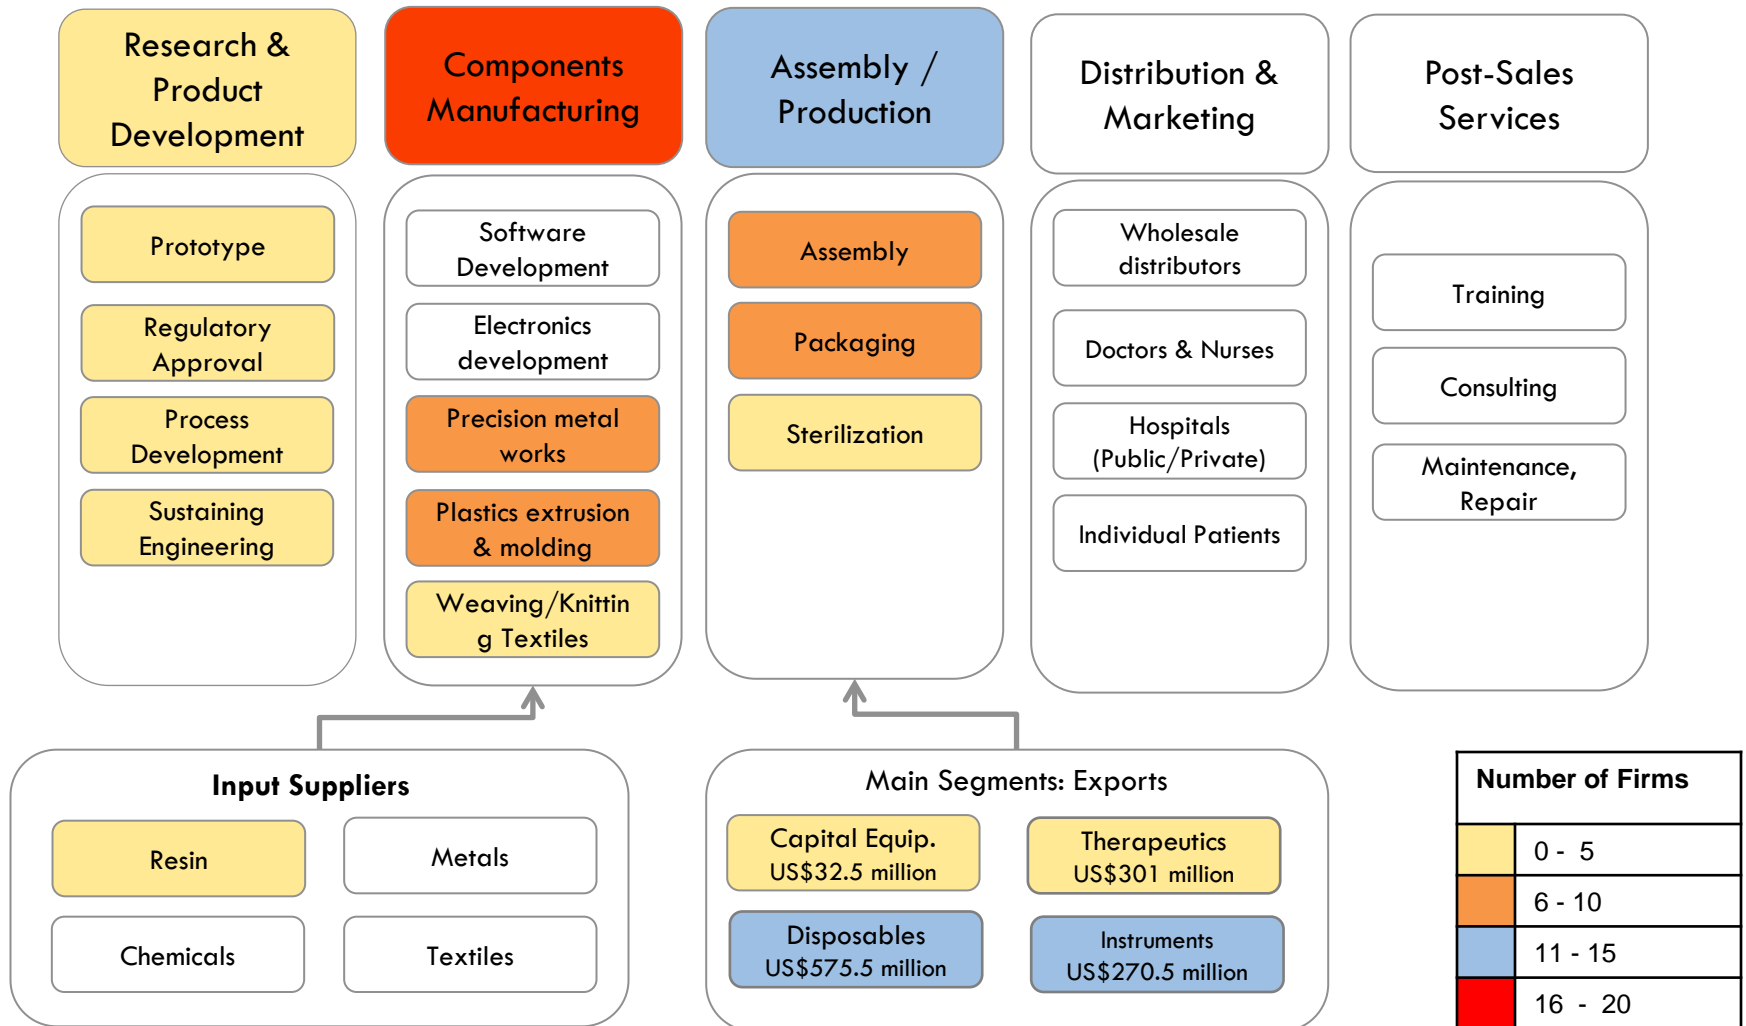 Research &
Product
Development
Components
Manufacturing
Assembly /
Production
Distribution &
Marketing
Post-Sales
Services
Prototype
Regulatory
Approval
Process
Development
Sustaining
Engineering
Software
Development
Electronics
development
Precision metal
works
Plastics extrusion
& molding
Weaving/Knittin
g Textiles
Assembly
Packaging
Sterilization
Wholesale
distributors
Doctors & Nurses
Hospitals
(Public/Private)
Individual Patients
Training
Consulting
Maintenance,
Repair
Input Suppliers
Resin
Metals
Chemicals
Textiles
Main Segments: Exports
Capital Equip.
US$32.5 million
Therapeutics
US$301 million
Disposables
US$575.5 million
Instruments
US$270.5 million
Number of Firms
0 - 5
6 - 10
11 - 15
16 - 20